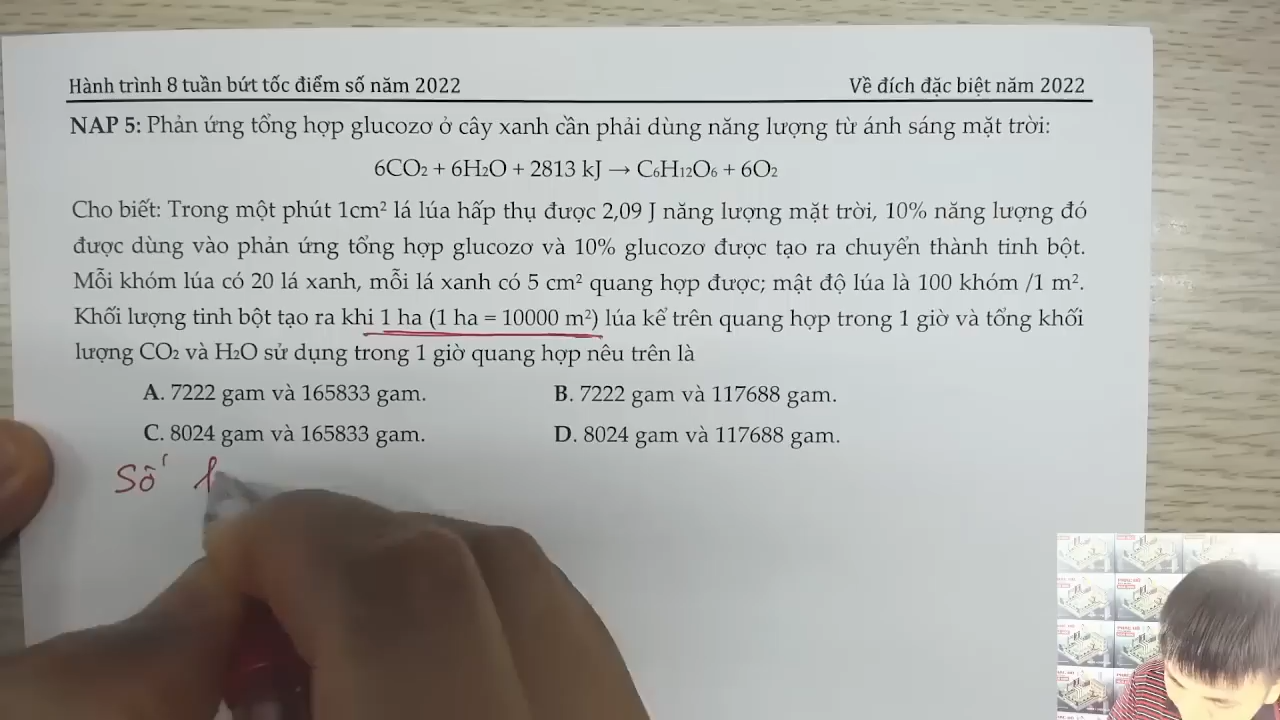 Hành trình 8 tuần bứt tốc điểm số năm 2022 Về đích đặc biệt năm 2022
NAP 5: Phản ứng tổng hợp glucozơ ở cây xanh cần phải dùng năng lượng từ ánh sáng mặt trời:
6CO₂ + 6H₂O + 2813 kJ → C₆H₁₂O₆ + 6O₂
Cho biết: Trong một phút 1cm² lá lúa hấp thụ được 2,09 J năng lượng mặt trời, 10% năng lượng đó
được dùng vào phản ứng tổng hợp glucozơ và 10% glucozơ được tạo ra chuyển thành tinh bột.
Mỗi khóm lúa có 20 lá xanh, mỗi lá xanh có 5 cm² quang hợp được; mật độ lúa là 100 khóm /1 m².
Khối lượng tinh bột tạo ra khi 1 ha (1 ha = 10000 m²) lúa kể trên quang hợp trong 1 giờ và tổng khối
lượng CO₂ và H₂O sử dụng trong 1 giờ quang hợp nêu trên là
A. 7222 gam và 165833 gam. B. 7222 gam và 117688 gam.
C. 8024 gam và 165833 gam. D. 8024 gam và 117688 gam.
Số